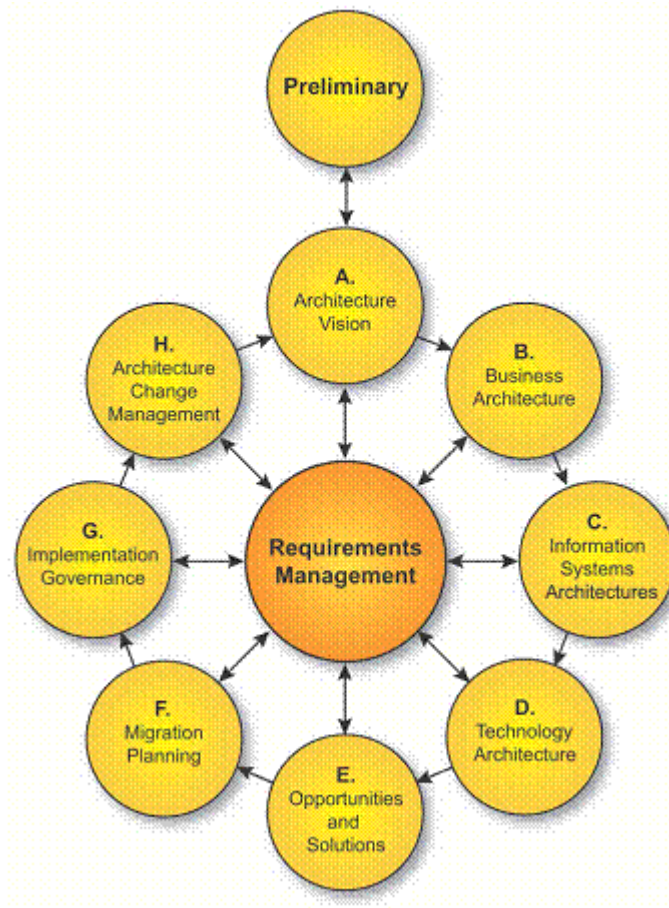 Preliminary
A.
Architecture
Vision
B.
Business
Architecture
C.
Information
Systems
Architectures
D.
Technology
Architecture
E.
Opportunities
and
Solutions
F.
Migration
Planning
G.
Implementation
Governance
H.
Architecture
Change
Management
Requirements
Management